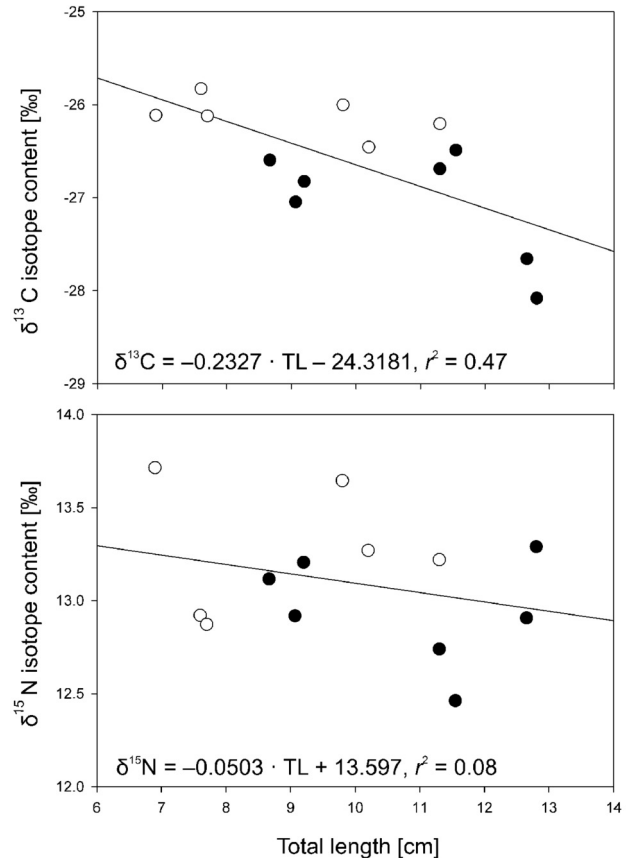 -25
-26
-27
-28
-29
δ¹³ C isotope content [‰]
δ¹³C = –0.2327 · TL – 24.3181, r² = 0.47
14.0
13.5
13.0
12.5
12.0
δ¹⁵ N isotope content [‰]
δ¹⁵N = –0.0503 · TL + 13.597, r² = 0.08
6 7 8 9 10 11 12 13 14
Total length [cm]